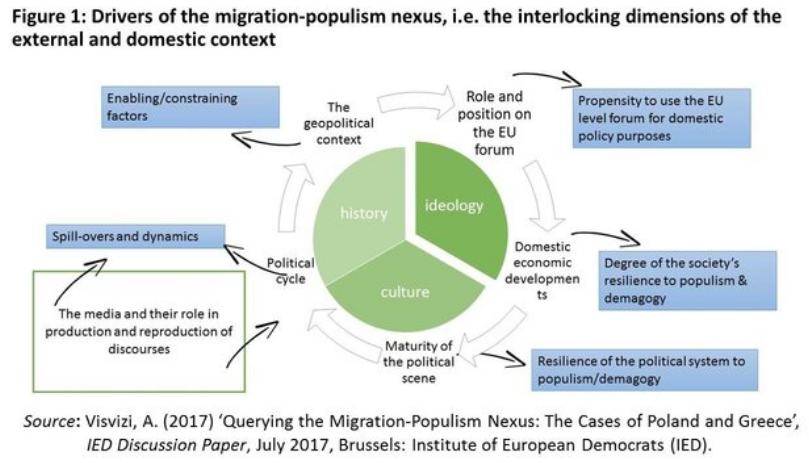 Figure 1: Drivers of the migration-populism nexus, i.e. the interlocking dimensions of the
external and domestic context
Enabling/constraining
factors
The
geopolitical
context
Role and
position on
the EU
forum
Propensity to use the EU
level forum for domestic
policy purposes
history
ideology
culture
Spill-overs and dynamics
Political
cycle
Domestic
economic
developmen
ts
Degree of the society's
resilience to populism &
demagogy
The media and their role in
production and reproduction of
discourses
Maturity of
the political
scene
Resilience of the political system to
populism/demagogy
Source: Visvizi, A. (2017) ‘Querying the Migration-Populism Nexus: The Cases of Poland and Greece’,
IED Discussion Paper, July 2017, Brussels: Institute of European Democrats (IED).